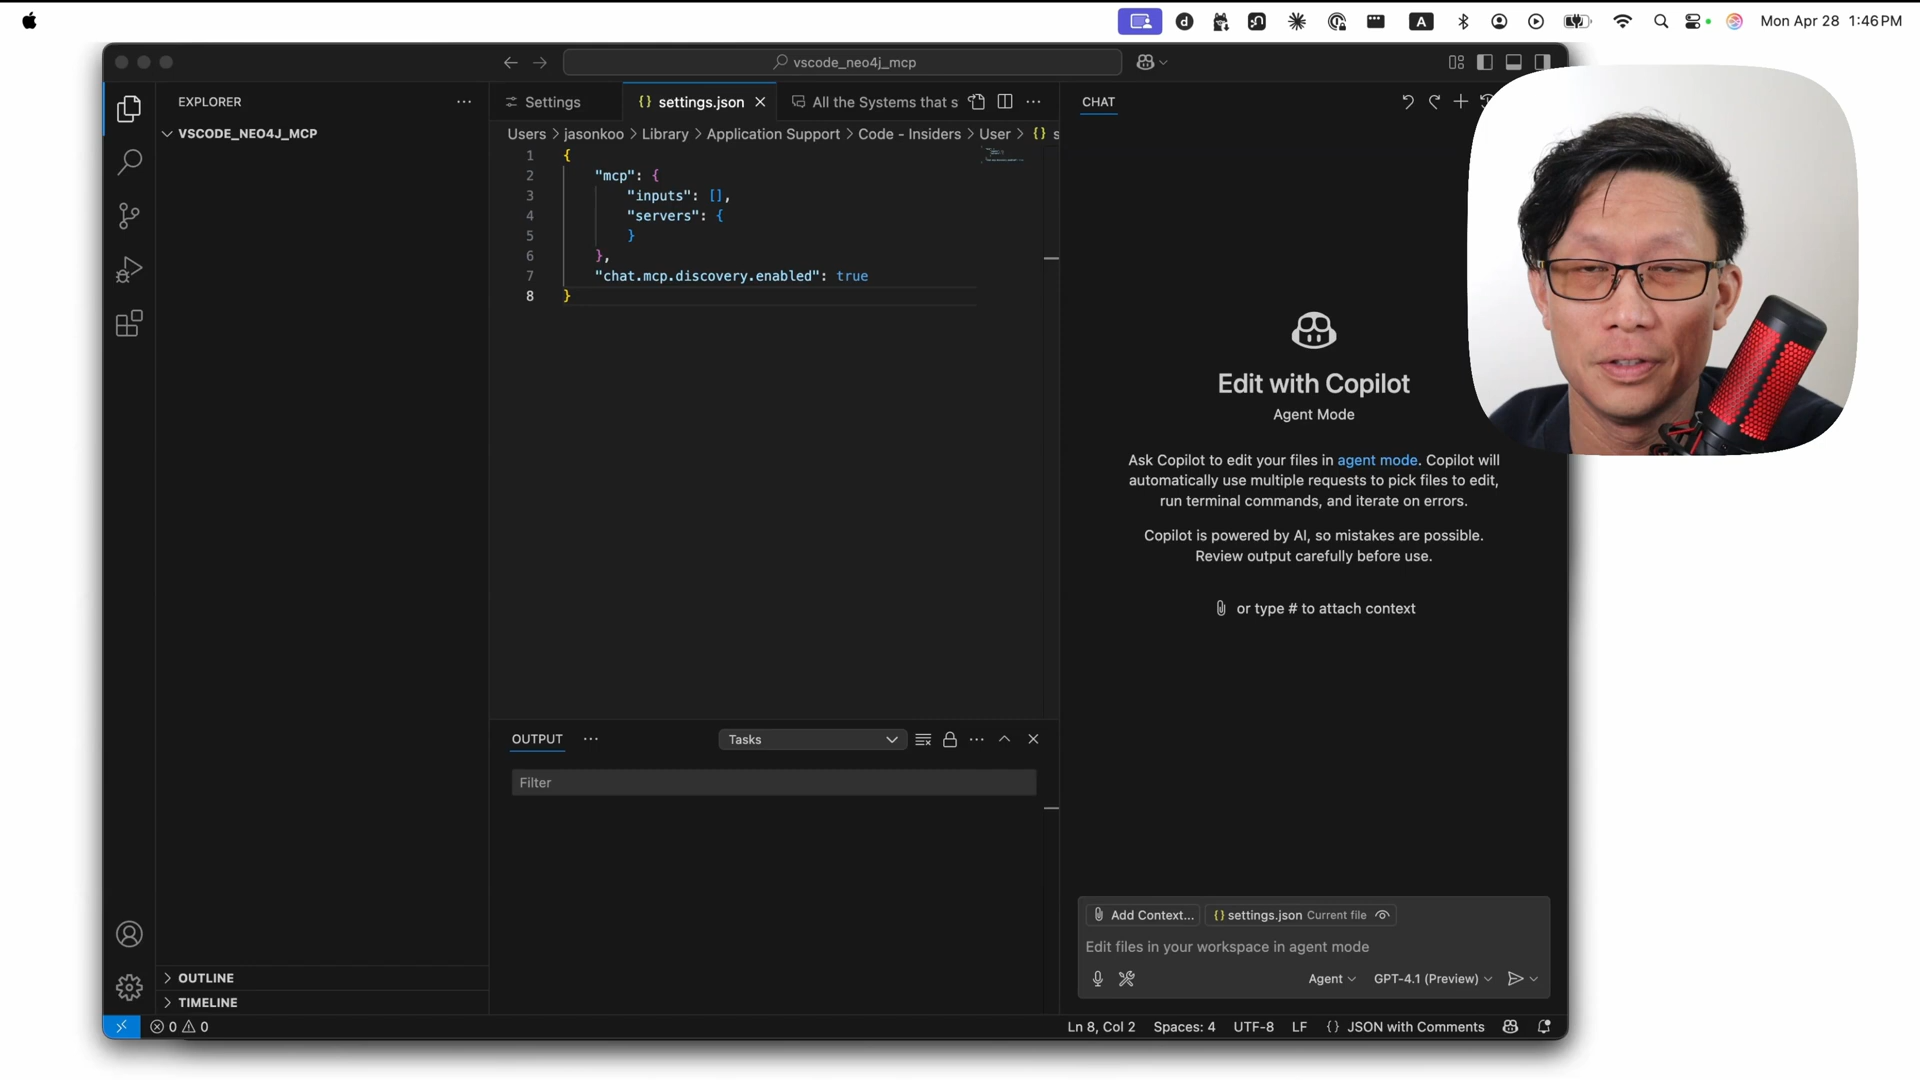 Mon Apr 28 1:46 PM
vscode_neo4j_mcp
EXPLORER
VSCODE_NEO4J_MCP
OUTLINE
TIMELINE
Settings
settings.json
All the Systems that s
Users > jasonkoo > Library > Application Support > Code - Insiders > User > {} s
1 {
2 "mcp": {
3 "inputs": [],
4 "servers": {
5 }
6 },
7 "chat.mcp.discovery.enabled": true
8 }
OUTPUT
Tasks
Filter
CHAT
Edit with Copilot
Agent Mode
Ask Copilot to edit your files in agent mode. Copilot will
automatically use multiple requests to pick files to edit,
run terminal commands, and iterate on errors.
Copilot is powered by AI, so mistakes are possible.
Review output carefully before use.
or type # to attach context
Add Context...
{} settings.json Current file
Edit files in your workspace in agent mode
Agent
GPT-4.1 (Preview)
0 0
Ln 8, Col 2
Spaces: 4
UTF-8
LF
{} JSON with Comments